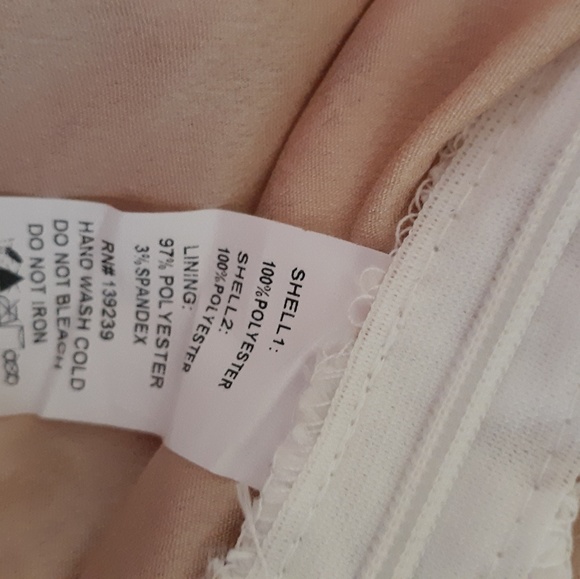 SHELL1:
100%POLYESTER
SHELL2:
100%POLYESTER
LINING:
97% POLYESTER
3%SPANDEX
RN# 139239
HAND WASH COLD
DO NOT BLEACH
DO NOT IRON